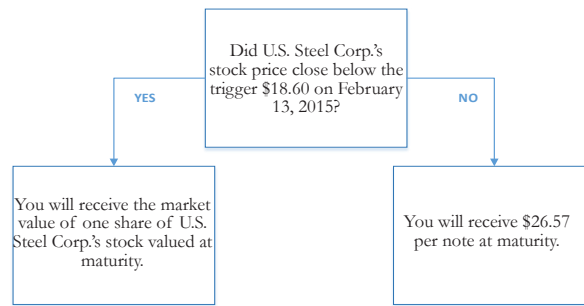 Did U.S. Steel Corp.'s
stock price close below the
trigger $18.60 on February
13, 2015?
YES
NO
You will receive the market
value of one share of U.S.
Steel Corp.'s stock valued at
maturity.
You will receive $26.57
per note at maturity.